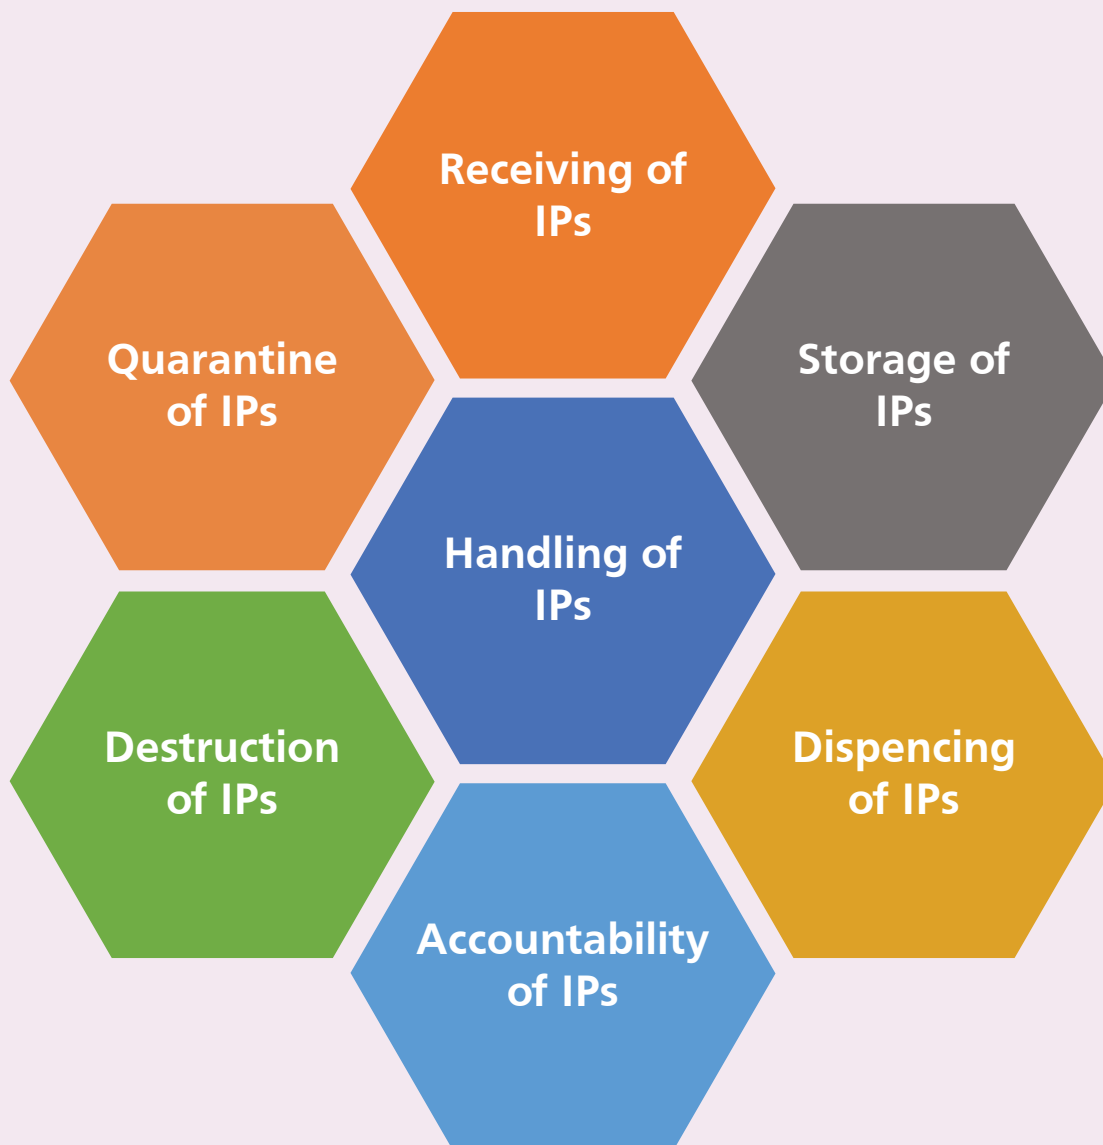 Receiving of
IPs
Quarantine
of IPs
Storage of
IPs
Handling of
IPs
Destruction
of IPs
Dispencing
of IPs
Accountability
of IPs